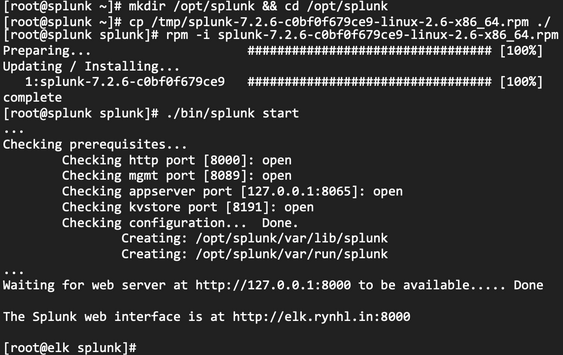 [root@splunk ~]# mkdir /opt/splunk && cd /opt/splunk
[root@splunk ~]# cp /tmp/splunk-7.2.6-c0bf0f679ce9-linux-2.6-x86_64.rpm ./
[root@splunk splunk]# rpm -i splunk-7.2.6-c0bf0f679ce9-linux-2.6-x86_64.rpm
Preparing... ################################# [100%]
Updating / Installing...
1:splunk-7.2.6-c0bf0f679ce9 ################################# [100%]
complete
[root@splunk splunk]# ./bin/splunk start
...
Checking prerequisites...
Checking http port [8000]: open
Checking mgmt port [8089]: open
Checking appserver port [127.0.0.1:8065]: open
Checking kvstore port [8191]: open
Checking configuration... Done.
Creating: /opt/splunk/var/lib/splunk
Creating: /opt/splunk/var/run/splunk
...
Waiting for web server at http://127.0.0.1:8000 to be available..... Done
The Splunk web interface is at http://elk.rynhl.in:8000
[root@elk splunk]#